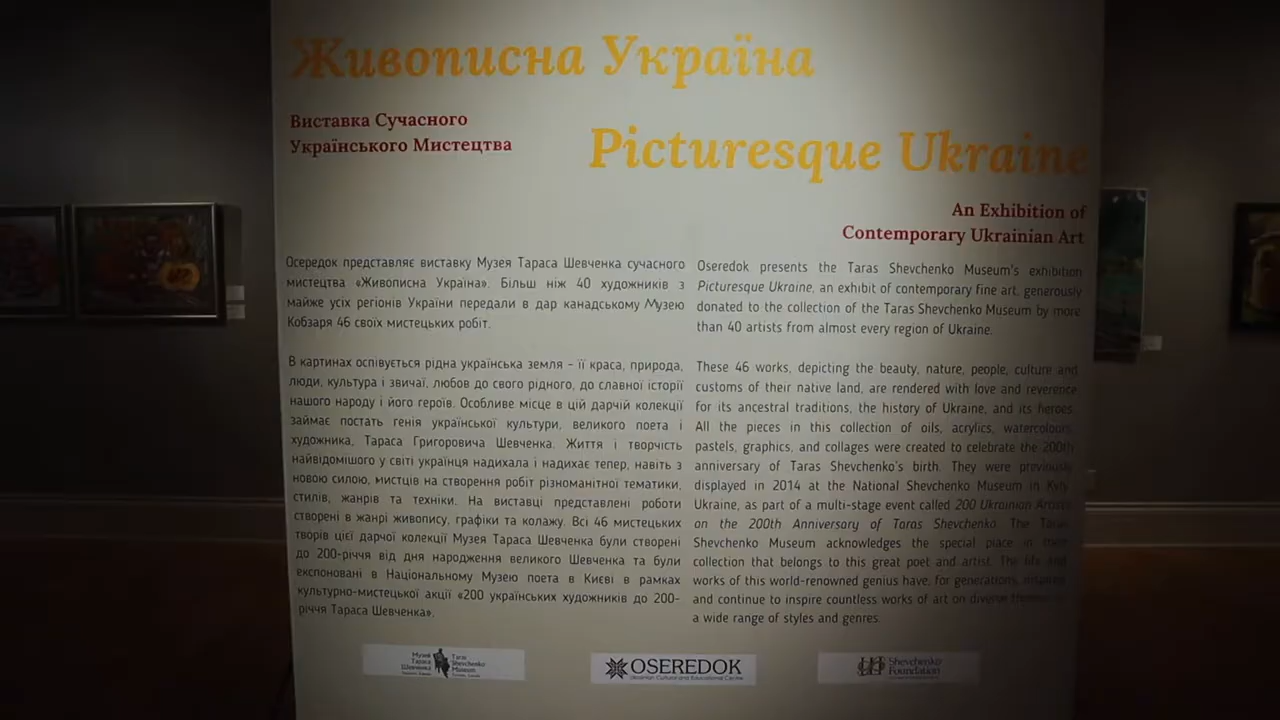 Живописна Україна
Виставка Сучасного
Українського Мистецтва
Picturesque Ukraine
An Exhibition of
Contemporary Ukrainian Art
Осередок представляє виставку Музея Тараса Шевченка сучасного
мистецтва «Живописна Україна». Більш ніж 40 художників з
майже усіх регіонів України передали в дар канадському Музею
Кобзаря 46 своїх мистецьких робіт.
В картинах оспівується рідна українська земля – її краса, природа,
люди, культура і звичаї, любов до свого рідного, до славної історії
нашого народу і його героїв. Особливе місце в цій дарчій колекції
займає постать генія української культури, великого поета і
художника, Тараса Григоровича Шевченка. Життя і творчість
найвідомішого у світі українця надихала і надихає тепер, навіть з
новою силою, мистців на створення робіт різноманітної тематики,
стилів, жанрів та техніки. На виставці представлені роботи
створені в жанрі живопису, графіки та колажу. Всі 46 мистецьких
творів цієї дарчої колекції Музея Тараса Шевченка були створені
до 200-річчя від дня народження великого Шевченка та були
експоновані в Національному Музею поета в Києві в рамках
культурно-мистецької акції «200 українських художників до 200-
річчя Тараса Шевченка».
Oseredok presents the Taras Shevchenko Museum's exhibition
Picturesque Ukraine, an exhibit of contemporary fine art, generously
donated to the collection of the Taras Shevchenko Museum by more
than 40 artists from almost every region of Ukraine.
These 46 works, depicting the beauty, nature, people, culture and
customs of their native land, are rendered with love and reverence
for its ancestral traditions, the history of Ukraine, and its heroes.
All the pieces in this collection of oils, acrylics, watercolours,
pastels, graphics, and collages were created to celebrate the 200th
anniversary of Taras Shevchenko's birth. They were previously
displayed in 2014 at the National Shevchenko Museum in Kyiv,
Ukraine, as part of a multi-stage event called 200 Ukrainian Artists
on the 200th Anniversary of Taras Shevchenko. The Taras
Shevchenko Museum acknowledges the special place in their
collection that belongs to this great poet and artist. The life and
works of this world-renowned genius have, for generations, inspired
and continue to inspire countless works of art on diverse themes in
a wide range of styles and genres.
Музей
Тараса
Шевченка
Taras
Shevchenko
Museum
OSEREDOK
Ukrainian Cultural and Educational Centre
Shevchenko
Foundation